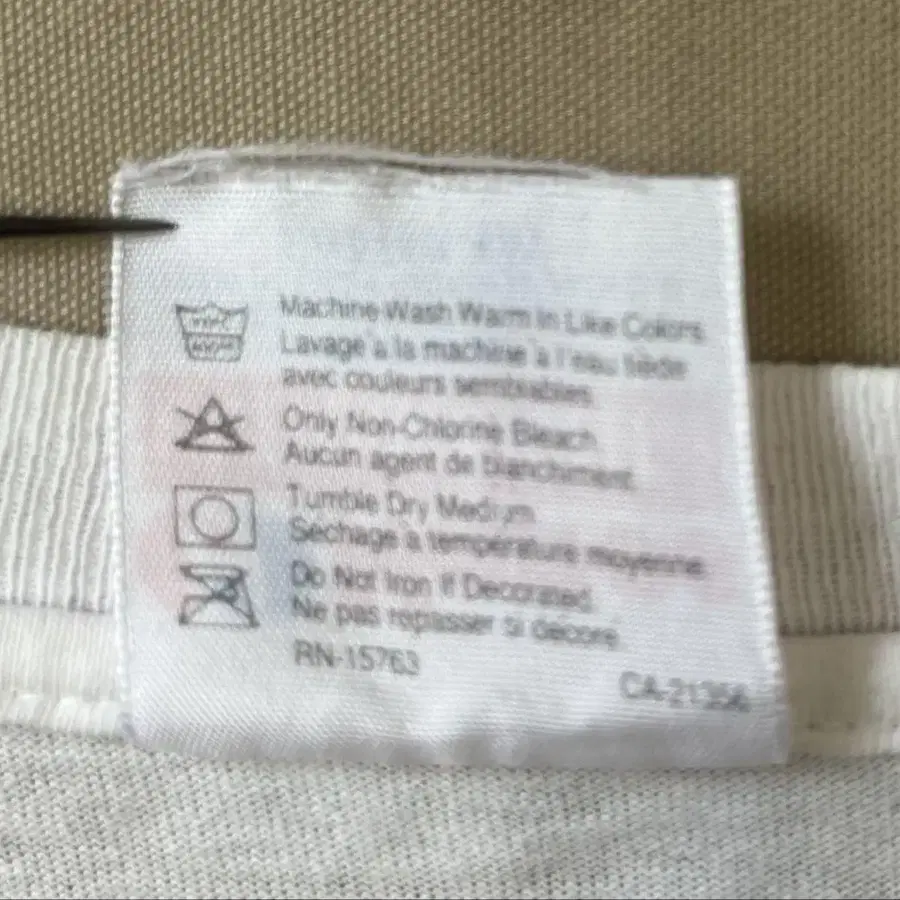 Machine Wash Warm In Like Colors
Lavage à la machine à l'eau tiède
avec couleurs semblables
Only Non-Chlorine Bleach
Aucun agent de blanchiment
Tumble Dry Medium
Séchage à température moyenne
Do Not Iron If Decorated
Ne pas repasser si décoré
RN-15763
CA-21356